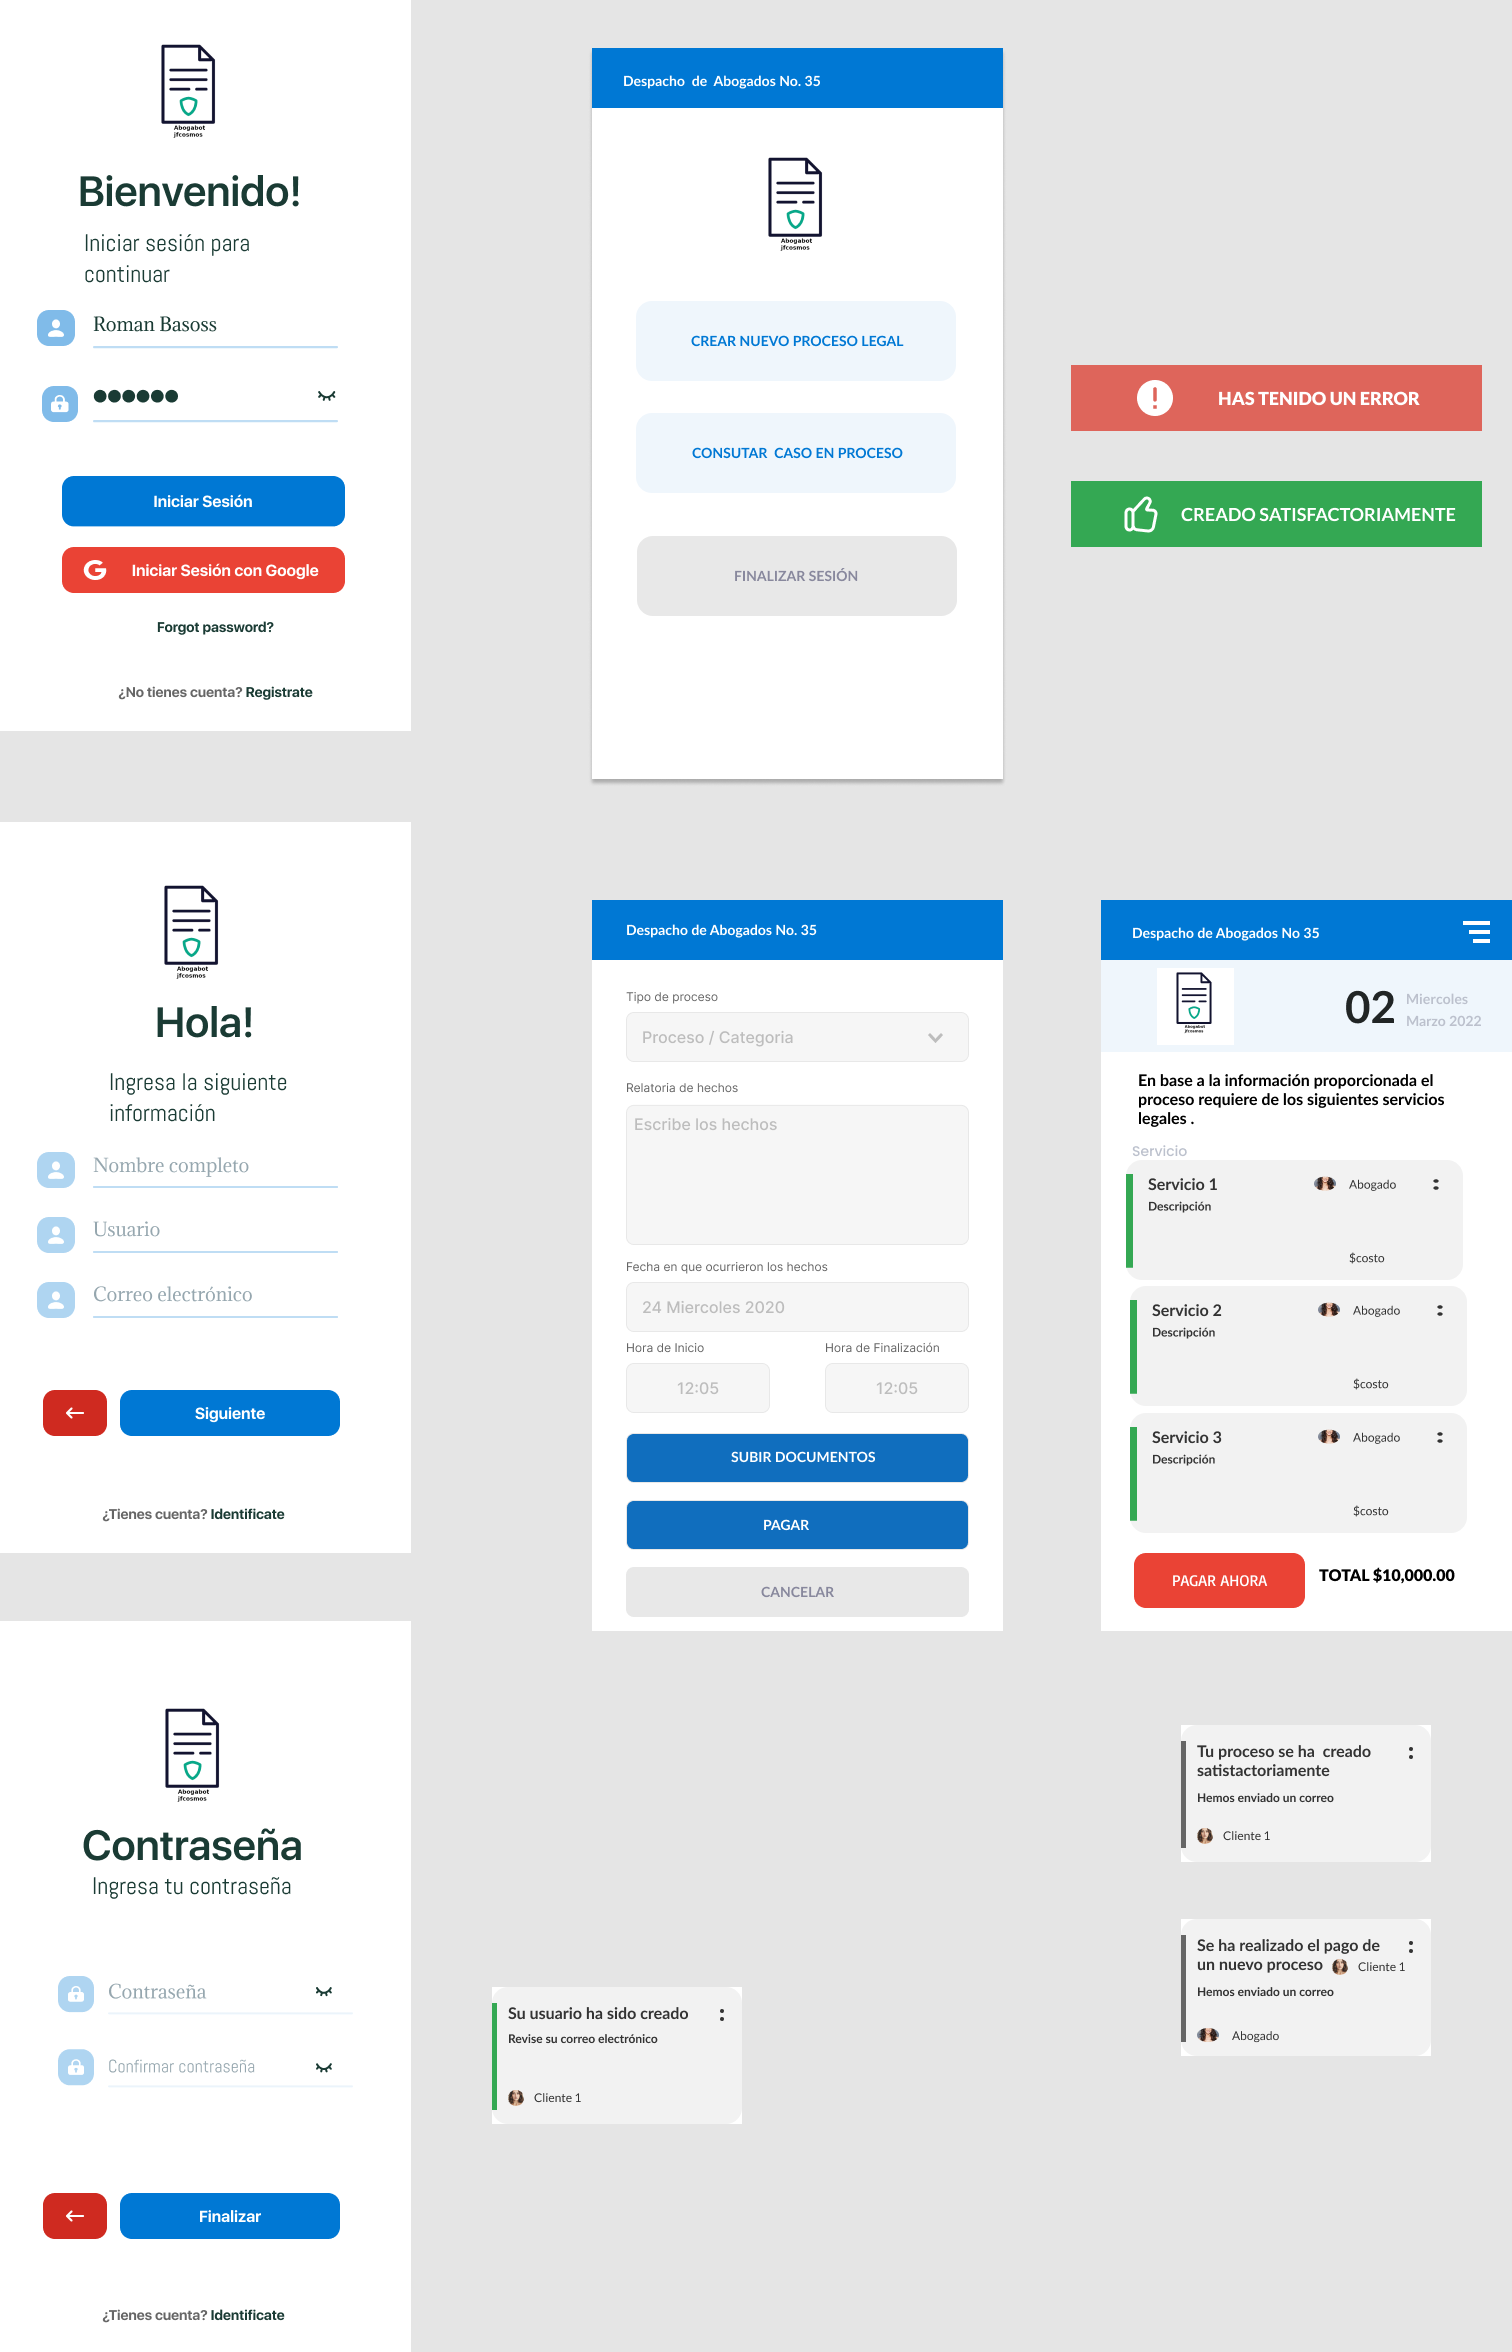 Abogabot
jfcosmos
Bienvenido!
Iniciar sesión para
continuar
Roman Basoss
Iniciar Sesión
Iniciar Sesión con Google
Forgot password?
¿No tienes cuenta? Registrate
Despacho de Abogados No. 35
Abogabot
jfcosmos
CREAR NUEVO PROCESO LEGAL
CONSUTAR CASO EN PROCESO
FINALIZAR SESIÓN
HAS TENIDO UN ERROR
CREADO SATISFACTORIAMENTE
Abogabot
jfcosmos
Hola!
Ingresa la siguiente
información
Nombre completo
Usuario
Correo electrónico
Siguiente
¿Tienes cuenta? Identificate
Despacho de Abogados No. 35
Tipo de proceso
Proceso / Categoria
Relatoria de hechos
Escribe los hechos
Fecha en que ocurrieron los hechos
24 Miercoles 2020
Hora de Inicio
Hora de Finalización
12:05
12:05
SUBIR DOCUMENTOS
PAGAR
CANCELAR
Despacho de Abogados No 35
Abogabot
jfcosmos
02
Miercoles
Marzo 2022
En base a la información proporcionada el
proceso requiere de los siguientes servicios
legales .
Servicio
Servicio 1
Abogado
Descripción
$costo
Servicio 2
Abogado
Descripción
$costo
Servicio 3
Abogado
Descripción
$costo
PAGAR AHORA
TOTAL $10,000.00
Abogabot
jfcosmos
Contraseña
Ingresa tu contraseña
Contraseña
Confirmar contraseña
Finalizar
¿Tienes cuenta? Identificate
Su usuario ha sido creado
Revise su correo electrónico
Cliente 1
Tu proceso se ha creado
satistactoriamente
Hemos enviado un correo
Cliente 1
Se ha realizado el pago de
un nuevo proceso
Cliente 1
Hemos enviado un correo
Abogado